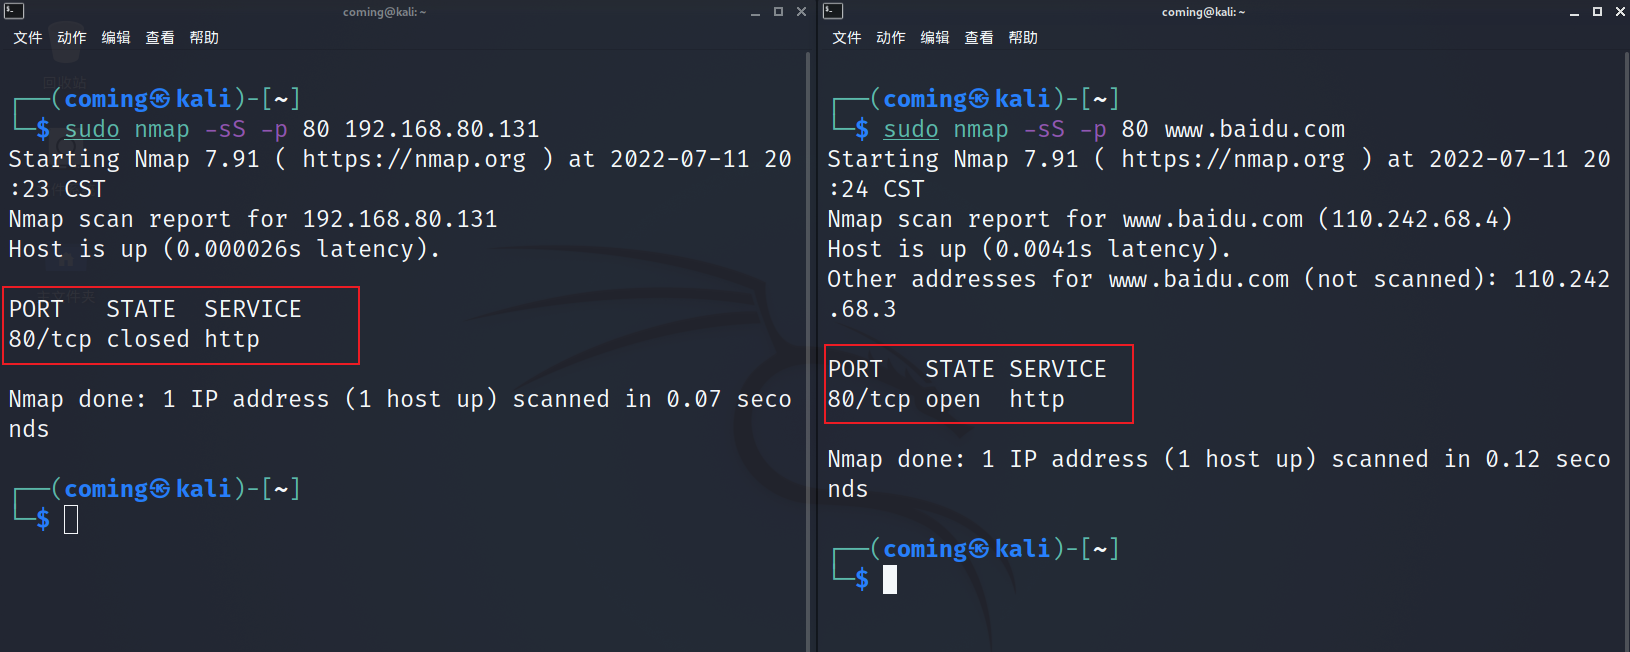 coming@kali: ~
文件 动作 编辑 查看 帮助
┌──(coming㉿kali)-[~]
└─$ sudo nmap -sS -p 80 192.168.80.131
Starting Nmap 7.91 ( https://nmap.org ) at 2022-07-11 20
:23 CST
Nmap scan report for 192.168.80.131
Host is up (0.000026s latency).
PORT   STATE  SERVICE
80/tcp closed http
Nmap done: 1 IP address (1 host up) scanned in 0.07 seco
nds
┌──(coming㉿kali)-[~]
└─$
coming@kali: ~
文件 动作 编辑 查看 帮助
┌──(coming㉿kali)-[~]
└─$ sudo nmap -sS -p 80 www.baidu.com
Starting Nmap 7.91 ( https://nmap.org ) at 2022-07-11 20
:24 CST
Nmap scan report for www.baidu.com (110.242.68.4)
Host is up (0.0041s latency).
Other addresses for www.baidu.com (not scanned): 110.242
.68.3
PORT   STATE SERVICE
80/tcp open  http
Nmap done: 1 IP address (1 host up) scanned in 0.12 seco
nds
┌──(coming㉿kali)-[~]
└─$